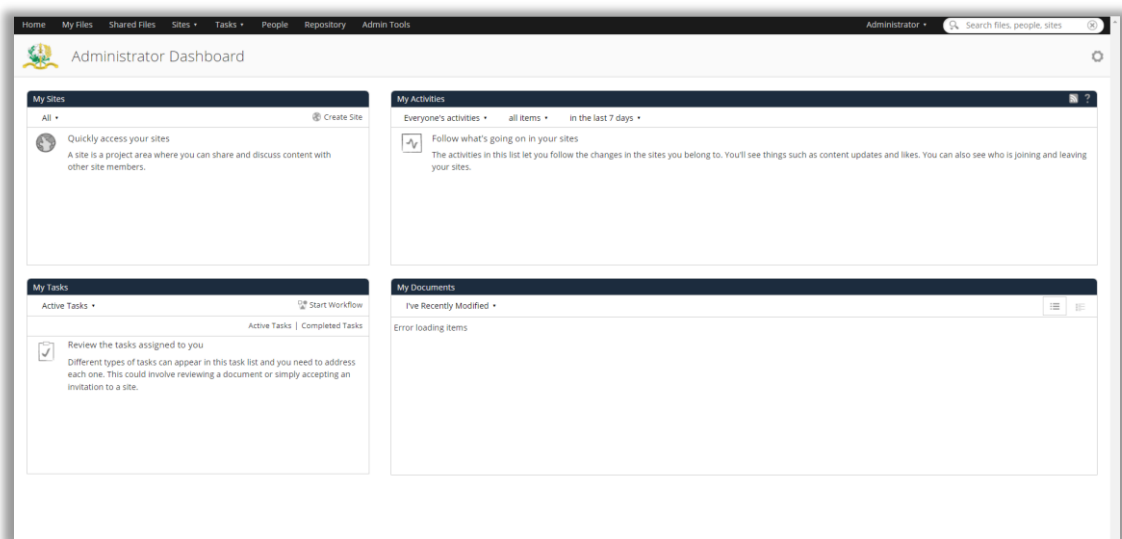 Home My Files Shared Files Sites Tasks People Repository Admin Tools Administrator Search files, people, sites
Administrator Dashboard
My Sites
All Create Site
Quickly access your sites
A site is a project area where you can share and discuss content with
other site members.
My Activities ?
Everyone's activities all items in the last 7 days
Follow what's going on in your sites
The activities in this list let you follow the changes in the sites you belong to. You'll see things such as content updates and likes. You can also see who is joining and leaving
your sites.
My Tasks
Active Tasks Start Workflow
Active Tasks | Completed Tasks
Review the tasks assigned to you
Different types of tasks can appear in this task list and you need to address
each one. This could involve reviewing a document or simply accepting an
invitation to a site.
My Documents
I've Recently Modified
Error loading items